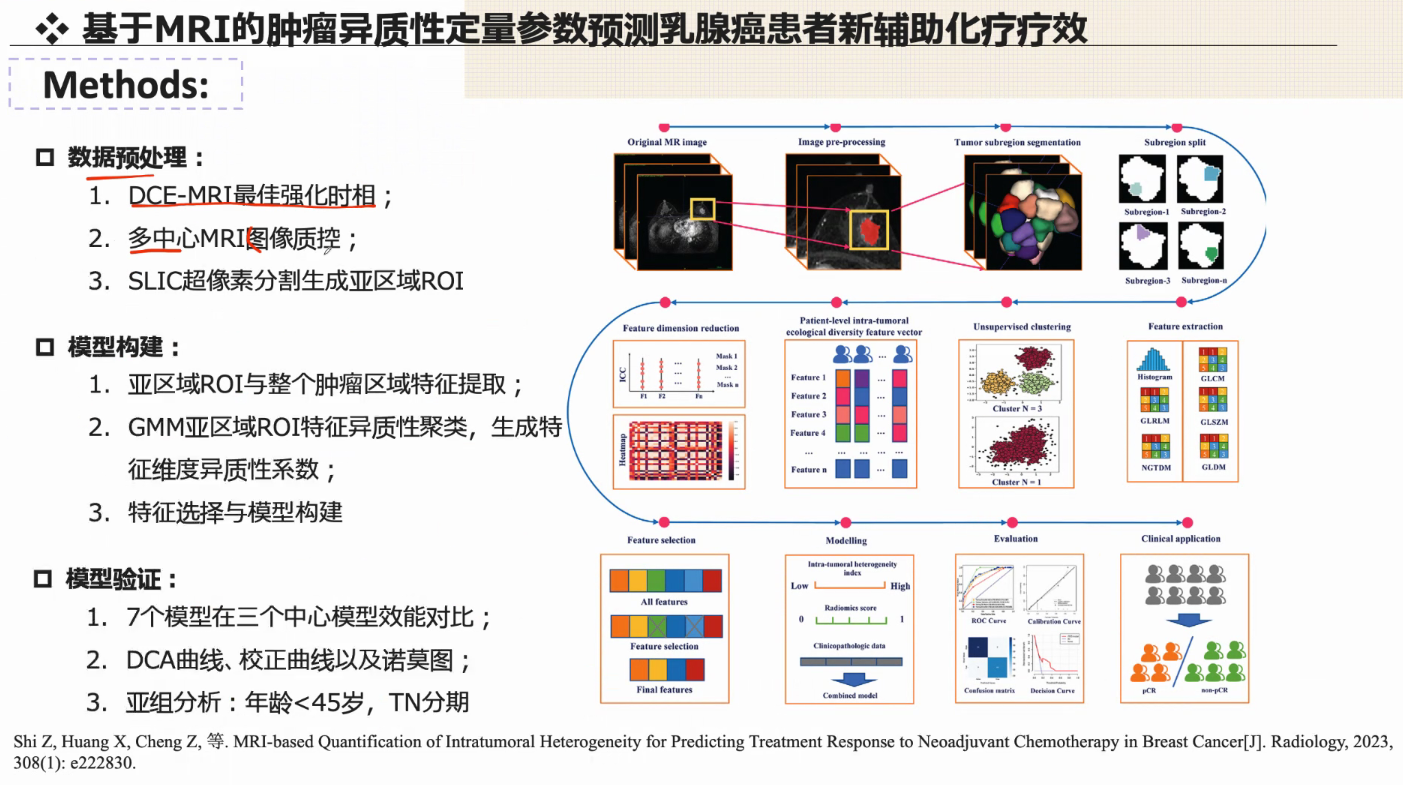 ❖ 基于MRI的肿瘤异质性定量参数预测乳腺癌患者新辅助化疗疗效
Methods:
数据预处理：
1. DCE-MRI最佳强化时相；
2. 多中心MRI图像质控；
3. SLIC超像素分割生成亚区域ROI
模型构建：
1. 亚区域ROI与整个肿瘤区域特征提取；
2. GMM亚区域ROI特征异质性聚类，生成特
征维度异质性系数；
3. 特征选择与模型构建
模型验证：
1. 7个模型在三个中心模型效能对比；
2. DCA曲线、校正曲线以及诺莫图；
3. 亚组分析：年龄<45岁，TN分期
Original MR image
Image pre-processing
Tumor subregion segmentation
Subregion split
Subregion-1
Subregion-2
Subregion-3
Subregion-n
Feature dimension reduction
ICC
Mask 1
Mask 2
...
Mask n
F1 F2 Fn
Heatmap
Patient-level intra-tumoral
ecological diversity feature vector
Feature 1
Feature 2
Feature 3
Feature 4
...
Feature n
Unsupervised clustering
Cluster N = 3
Cluster N = 1
Feature extraction
Histogram
GLCM
GLRLM
GLSZM
NGTDM
GLDM
Feature selection
All features
Feature selection
Final features
Modelling
Intra-tumoral heterogeneity
index
Low High
Radiomics score
0 1
Clinicopathologic data
Combined model
Evaluation
ROC Curve
Calibration Curve
Confusion matrix
Decision Curve
Clinical application
pCR
non-pCR
Shi Z, Huang X, Cheng Z, 等. MRI-based Quantification of Intratumoral Heterogeneity for Predicting Treatment Response to Neoadjuvant Chemotherapy in Breast Cancer[J]. Radiology, 2023,
308(1): e222830.